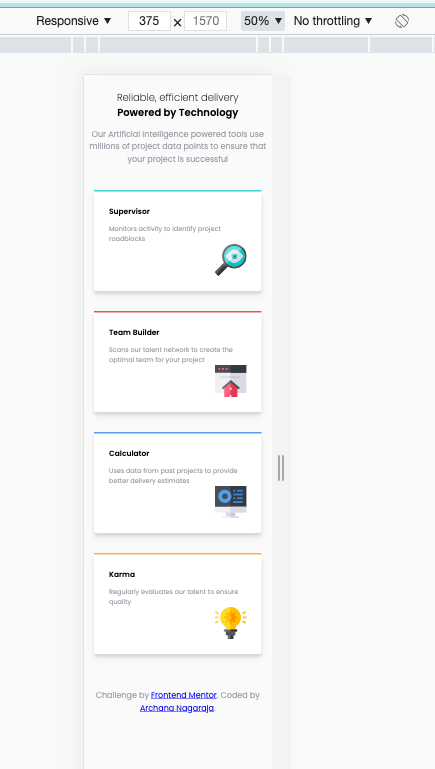 Responsive ▼ 375 × 1570 50% ▼ No throttling ▼
Reliable, efficient delivery
Powered by Technology
Our Artificial Intelligence powered tools use
millions of project data points to ensure that
your project is successful
Supervisor
Monitors activity to identify project
roadblocks
Team Builder
Scans our talent network to create the
optimal team for your project
Calculator
Uses data from past projects to provide
better delivery estimates
Karma
Regularly evaluates our talent to ensure
quality
Challenge by Frontend Mentor. Coded by
Archana Nagaraja.